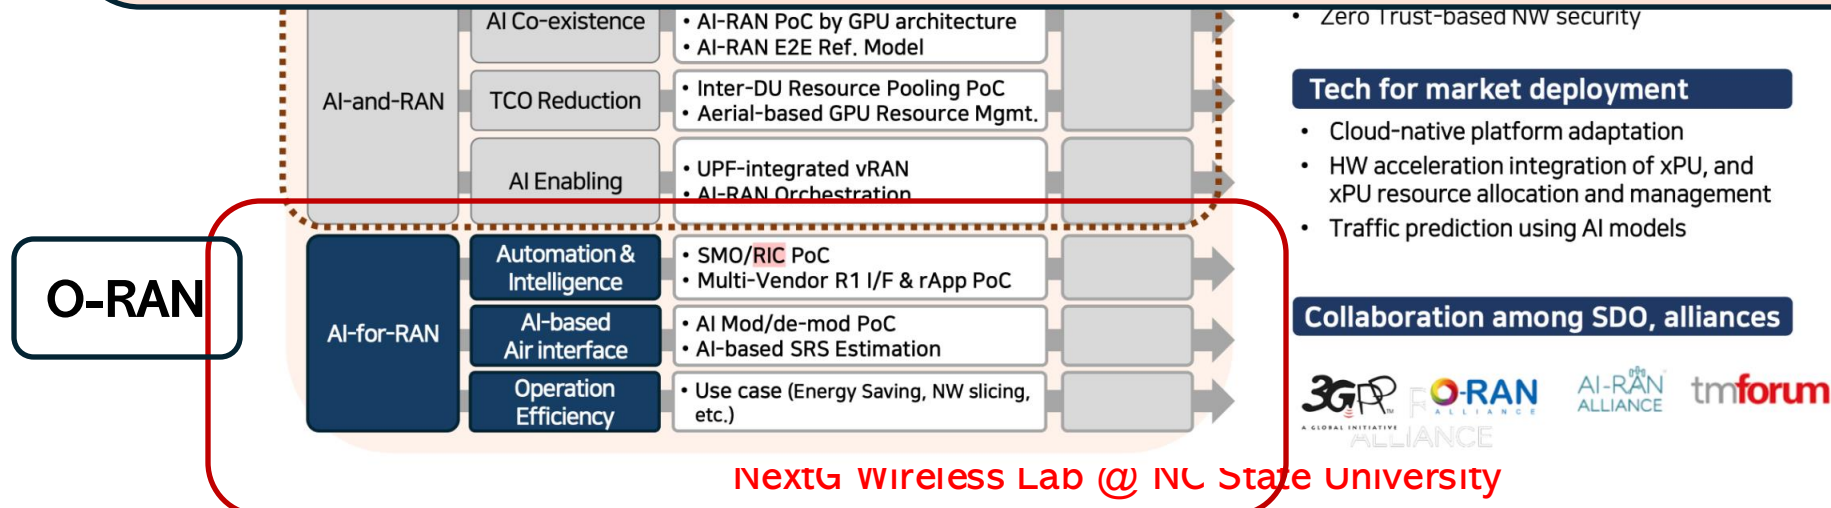 AI Co-existence
• AI-RAN PoC by GPU architecture
• AI-RAN E2E Ref. Model
AI-and-RAN
TCO Reduction
• Inter-DU Resource Pooling PoC
• Aerial-based GPU Resource Mgmt.
AI Enabling
• UPF-integrated vRAN
• AI-RAN Orchestration
O-RAN
AI-for-RAN
Automation &
Intelligence
• SMO/RIC PoC
• Multi-Vendor R1 I/F & rApp PoC
AI-based
Air interface
• AI Mod/de-mod PoC
• AI-based SRS Estimation
Operation
Efficiency
• Use case (Energy Saving, NW slicing,
etc.)
• Zero Trust-based NW security
Tech for market deployment
• Cloud-native platform adaptation
• HW acceleration integration of xPU, and
xPU resource allocation and management
• Traffic prediction using AI models
Collaboration among SDO, alliances
3GPP™
A GLOBAL INITIATIVE
O-RAN
ALLIANCE
ALLIANCE
AI-RAN
ALLIANCE
tmforum
NextG Wireless Lab @ NC State University